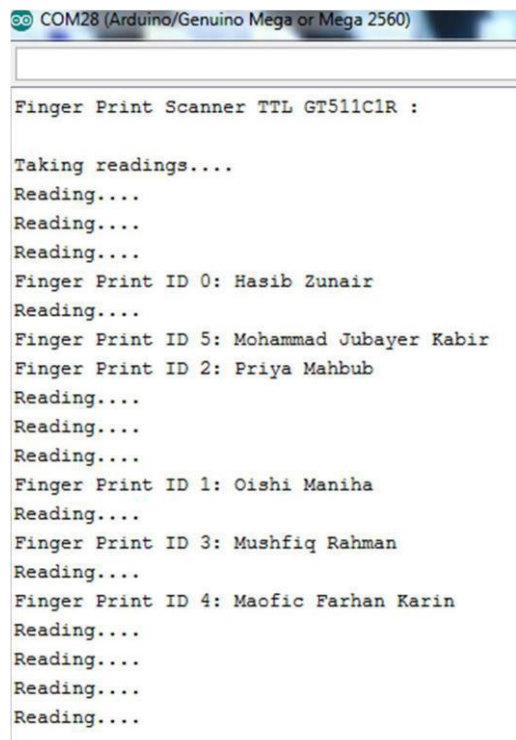 COM28 (Arduino/Genuino Mega or Mega 2560)
Finger Print Scanner TTL GT511C1R :
Taking readings....
Reading....
Reading....
Reading....
Finger Print ID 0: Hasib Zunair
Reading....
Finger Print ID 5: Mohammad Jubayer Kabir
Finger Print ID 2: Priya Mahbub
Reading....
Reading....
Reading....
Finger Print ID 1: Oishi Maniha
Reading....
Finger Print ID 3: Mushfiq Rahman
Reading....
Finger Print ID 4: Maofic Farhan Karin
Reading....
Reading....
Reading....
Reading....